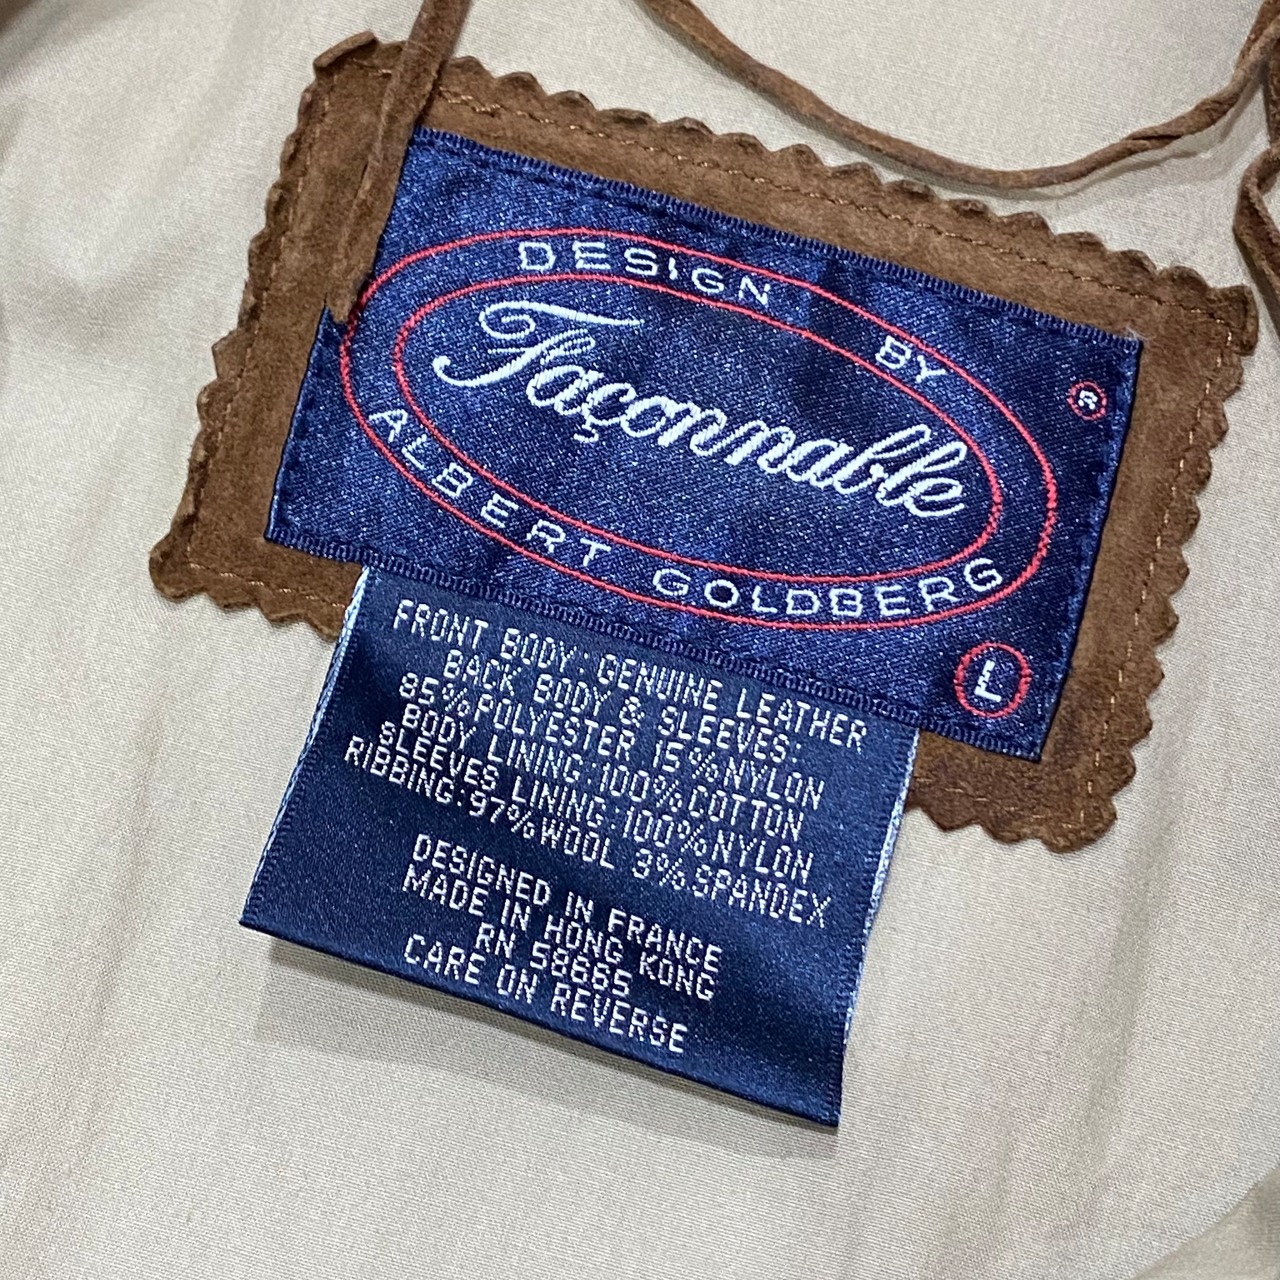 DESIGN BY
®
Façonnable
ALBERT GOLDBERG
L
FRONT BODY: GENUINE LEATHER
BACK BODY & SLEEVES:
85%POLYESTER 15%NYLON
BODY LINING:100%COTTON
SLEEVES LINING:100%NYLON
RIBBING:97%WOOL 3%SPANDEX
DESIGNED IN FRANCE
MADE IN HONG KONG
RN 58665
CARE ON REVERSE